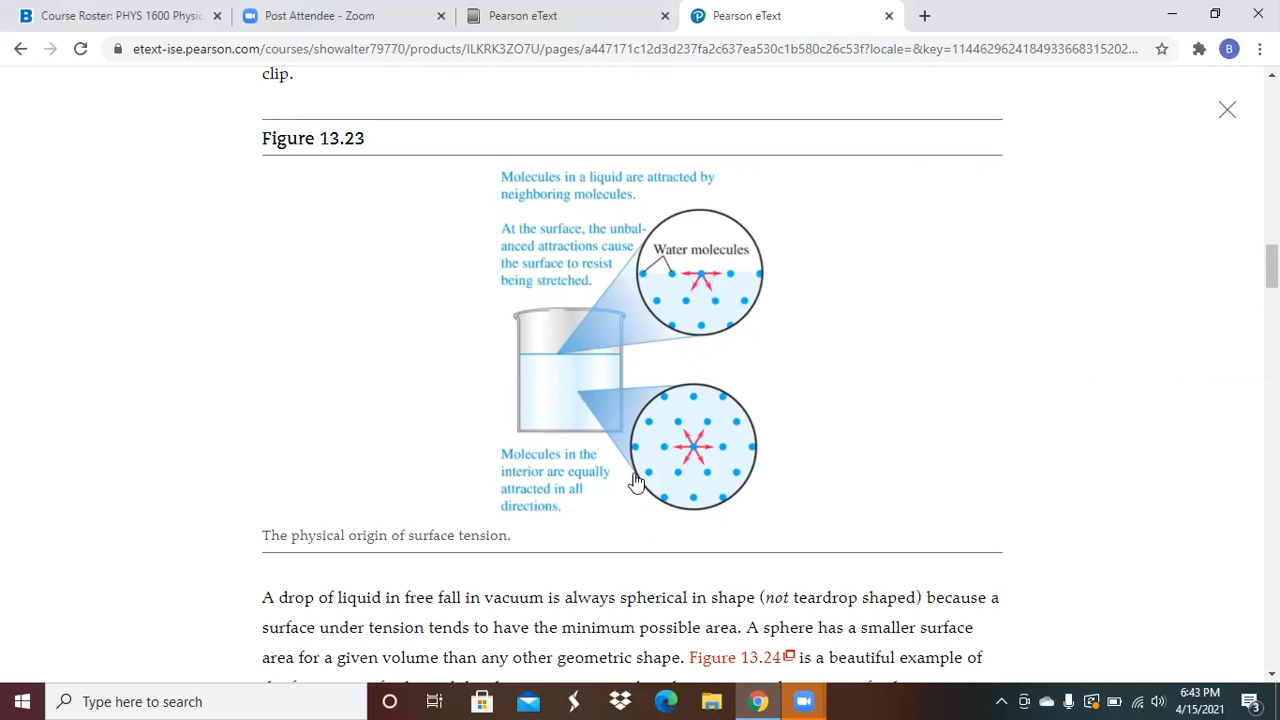 Course Roster: PHYS 1600 Physic
Post Attendee - Zoom
Pearson eText
Pearson eText
etext-ise.pearson.com/courses/showalter79770/products/ILKRK3ZO7U/pages/a447171c12d3d237fa2c637ea530c1b580c26c53f?locale=&key=11446296241849336683152​02...
B
clip.
Figure 13.23
Molecules in a liquid are attracted by
neighboring molecules.
At the surface, the unbal-
anced attractions cause
the surface to resist
being stretched.
Water molecules
Molecules in the
interior are equally
attracted in all
directions.
The physical origin of surface tension.
A drop of liquid in free fall in vacuum is always spherical in shape (not teardrop shaped) because a
surface under tension tends to have the minimum possible area. A sphere has a smaller surface
area for a given volume than any other geometric shape. Figure 13.24 is a beautiful example of
Type here to search
6:43 PM
4/15/2021
3